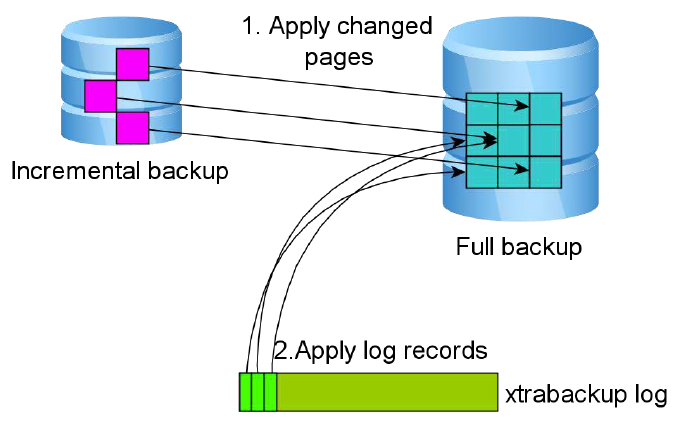 1. Apply changed
pages
Incremental backup
Full backup
2.Apply log records
xtrabackup log